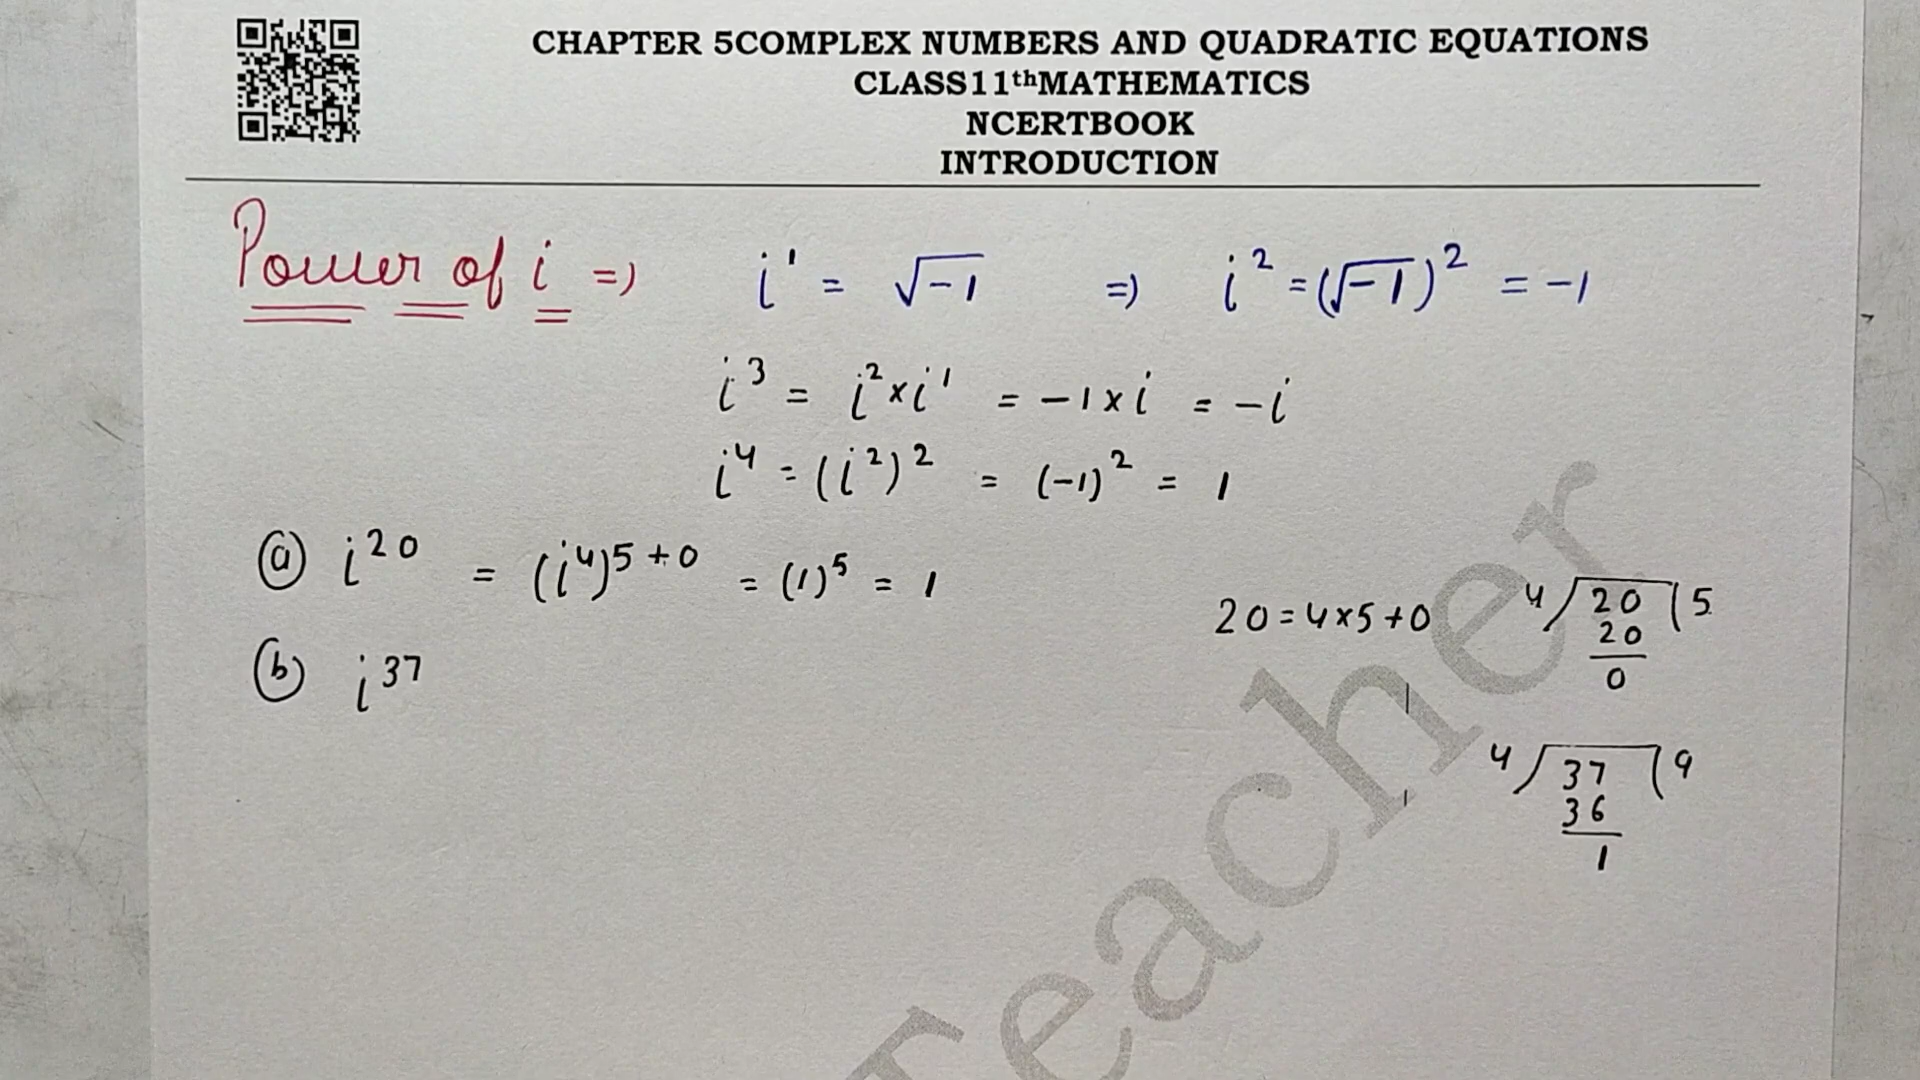 CHAPTER 5COMPLEX NUMBERS AND QUADRATIC EQUATIONS
CLASS11thMATHEMATICS
NCERTBOOK
INTRODUCTION
Power of i ⇒ i¹ = √-1 ⇒ i² = (√-1)² = -1
i³ = i² × i¹ = -1 × i = -i
i⁴ = (i²)² = (-1)² = 1
ⓐ i²⁰ = (i⁴)⁵⁺⁰ = (1)⁵ = 1
20 = 4×5+0
4 ) 20 ( 5
20
0
ⓑ i³⁷
4 ) 37 ( 9
36
1
Teacher